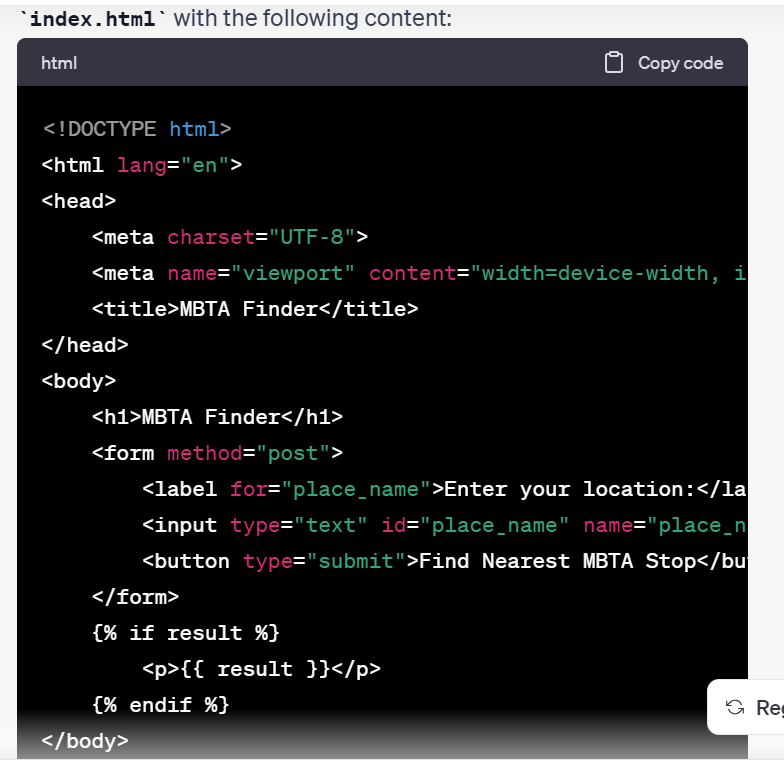 `index.html` with the following content:
html Copy code
<!DOCTYPE html>
<html lang="en">
<head>
    <meta charset="UTF-8">
    <meta name="viewport" content="width=device-width, i
    <title>MBTA Finder</title>
</head>
<body>
    <h1>MBTA Finder</h1>
    <form method="post">
        <label for="place_name">Enter your location:</la
        <input type="text" id="place_name" name="place_n
        <button type="submit">Find Nearest MBTA Stop</bu
    </form>
    {% if result %}
        <p>{{ result }}</p>
    {% endif %}
Reg
</body>